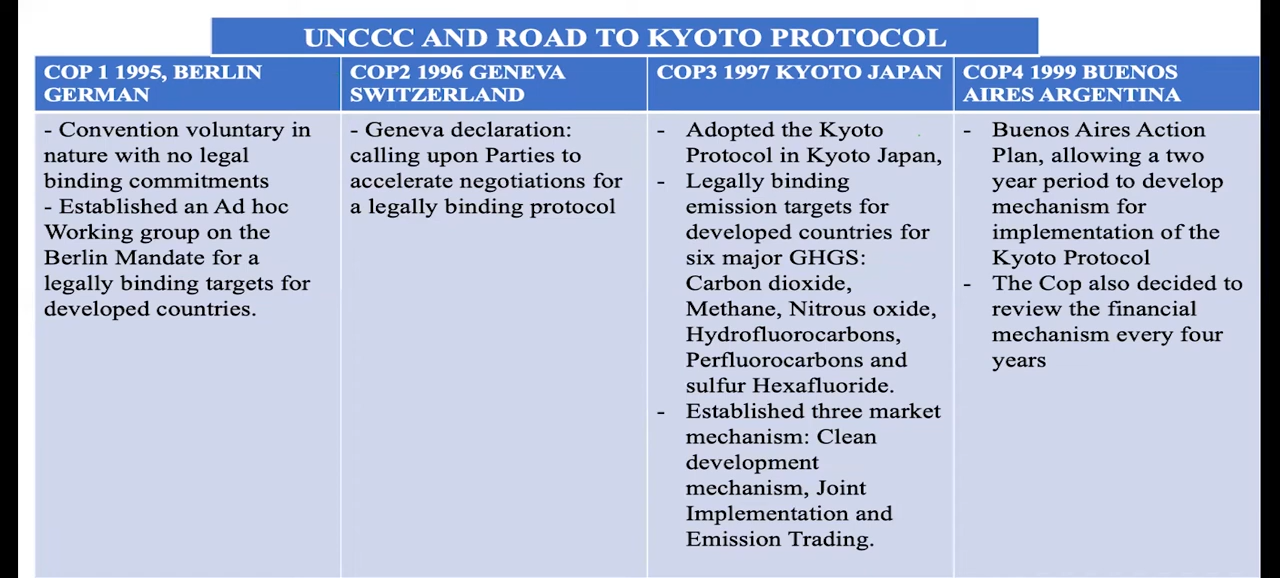 UNCCC AND ROAD TO KYOTO PROTOCOL
COP 1 1995, BERLIN
GERMAN
- Convention voluntary in
nature with no legal
binding commitments
- Established an Ad hoc
Working group on the
Berlin Mandate for a
legally binding targets for
developed countries.
COP2 1996 GENEVA
SWITZERLAND
- Geneva declaration:
calling upon Parties to
accelerate negotiations for
a legally binding protocol
COP3 1997 KYOTO JAPAN
- Adopted the Kyoto
Protocol in Kyoto Japan,
- Legally binding
emission targets for
developed countries for
six major GHGS:
Carbon dioxide,
Methane, Nitrous oxide,
Hydrofluorocarbons,
Perfluorocarbons and
sulfur Hexafluoride.
- Established three market
mechanism: Clean
development
mechanism, Joint
Implementation and
Emission Trading.
COP4 1999 BUENOS
AIRES ARGENTINA
- Buenos Aires Action
Plan, allowing a two
year period to develop
mechanism for
implementation of the
Kyoto Protocol
- The Cop also decided to
review the financial
mechanism every four
years